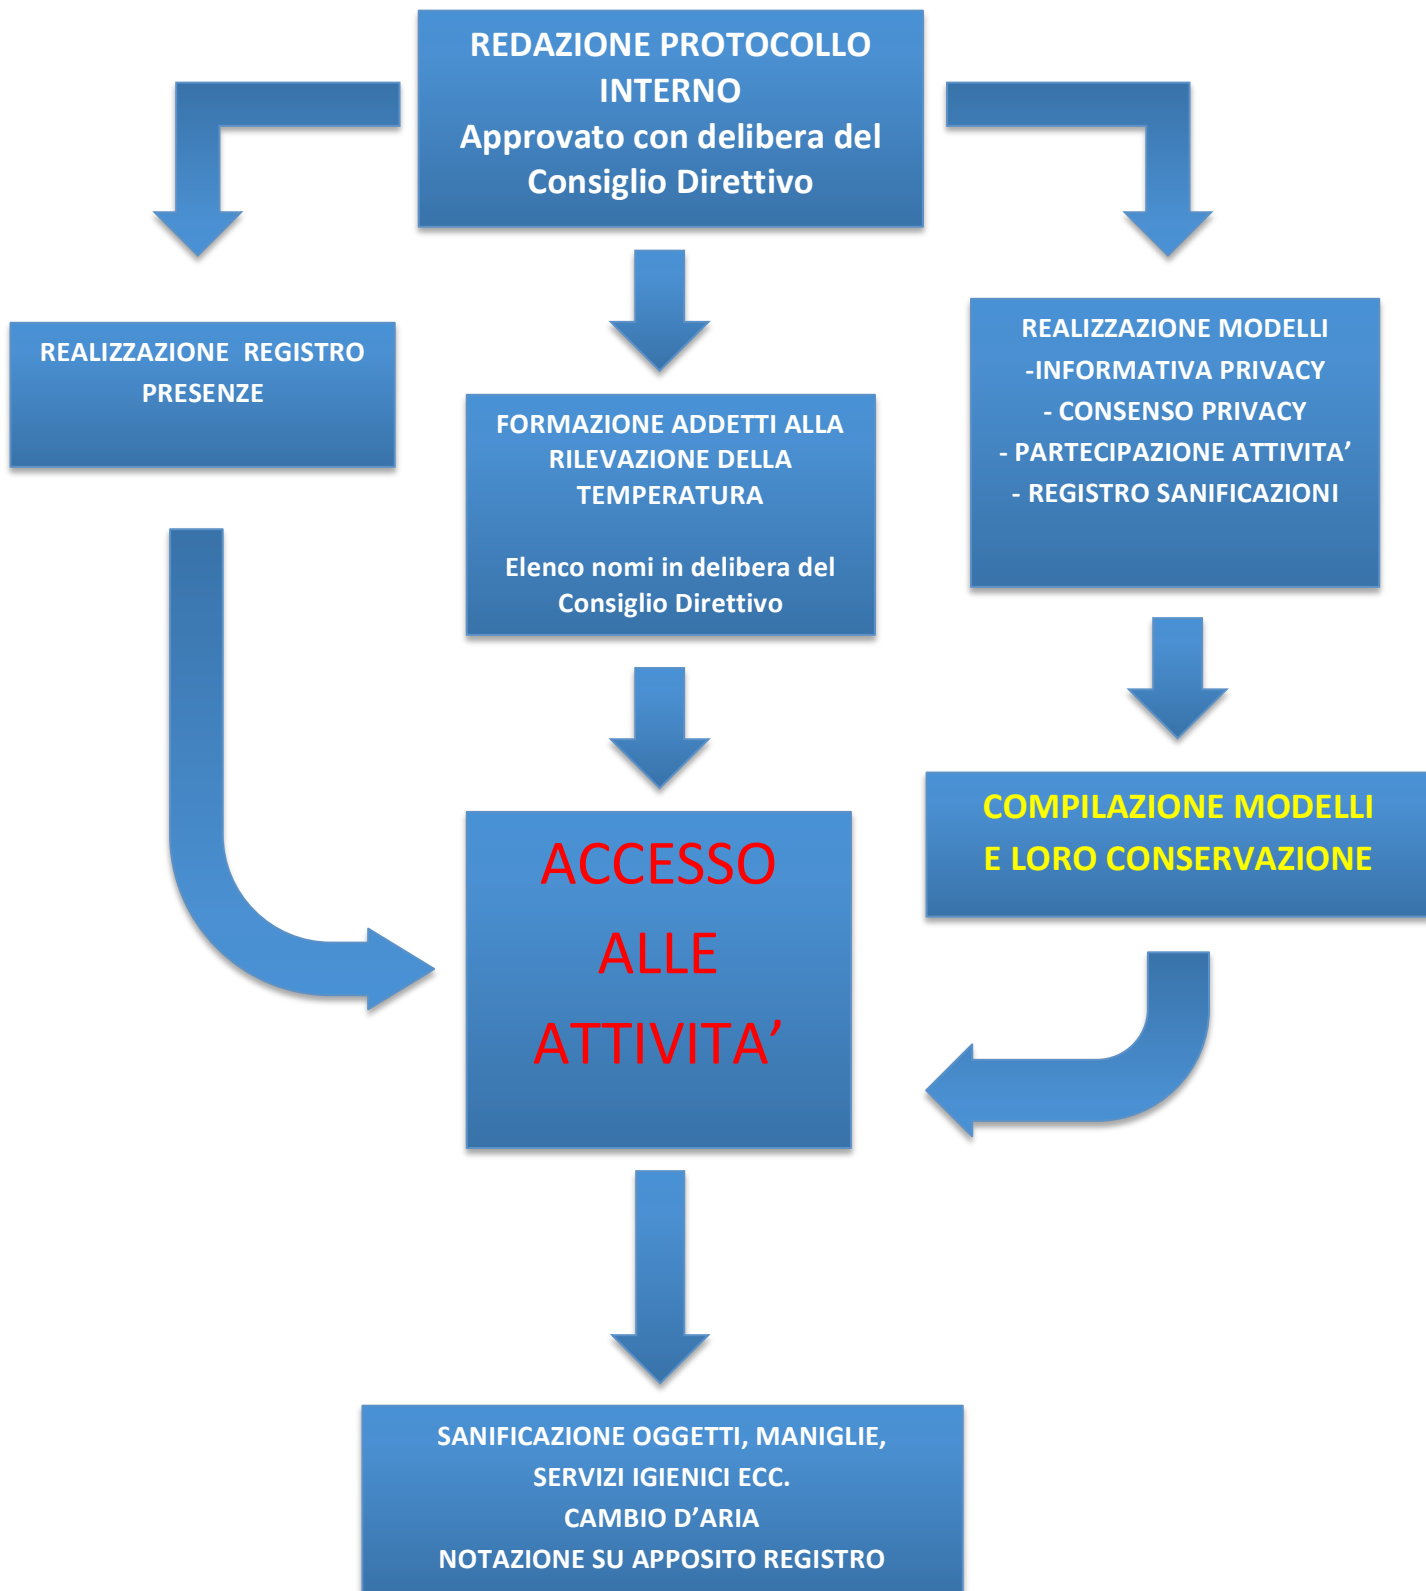 REDAZIONE PROTOCOLLO
INTERNO
Approvato con delibera del
Consiglio Direttivo
REALIZZAZIONE REGISTRO
PRESENZE
FORMAZIONE ADDETTI ALLA
RILEVAZIONE DELLA
TEMPERATURA
Elenco nomi in delibera del
Consiglio Direttivo
REALIZZAZIONE MODELLI
-INFORMATIVA PRIVACY
- CONSENSO PRIVACY
- PARTECIPAZIONE ATTIVITA’
- REGISTRO SANIFICAZIONI
COMPILAZIONE MODELLI
E LORO CONSERVAZIONE
ACCESSO
ALLE
ATTIVITA’
SANIFICAZIONE OGGETTI, MANIGLIE,
SERVIZI IGIENICI ECC.
CAMBIO D’ARIA
NOTAZIONE SU APPOSITO REGISTRO